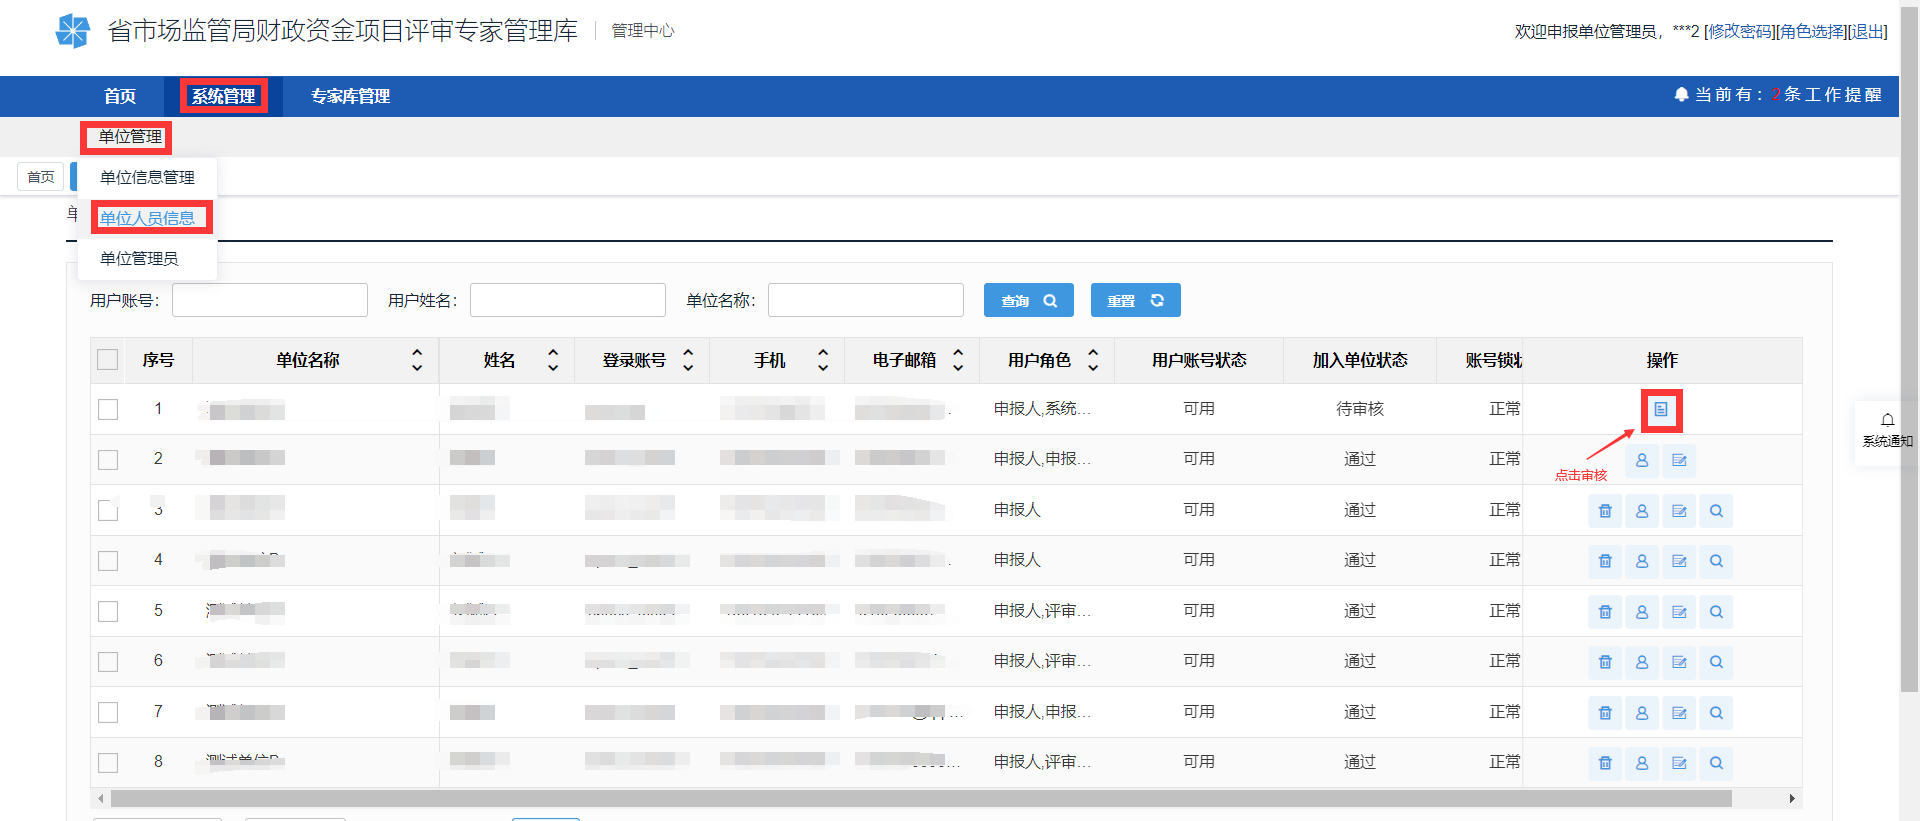 省市场监管局财政资金项目评审专家管理库 管理中心
欢迎申报单位管理员，***2 [修改密码][角色选择][退出]
首页 系统管理 专家库管理
当前有：2条工作提醒
单位管理
首页
单位信息管理
单位人员信息
单位管理员
用户账号： 用户姓名： 单位名称： 查询 重置
序号 单位名称 姓名 登录账号 手机 电子邮箱 用户角色 用户账号状态 加入单位状态 账号锁状 操作
1 申报人,系统... 可用 待审核 正常
2 申报人,申报... 可用 通过 正常
点击审核
3 申报人 可用 通过 正常
4 申报人 可用 通过 正常
5 申报人,评审... 可用 通过 正常
6 申报人,评审... 可用 通过 正常
7 申报人,申报... 可用 通过 正常
8 申报人,评审... 可用 通过 正常
系统通知